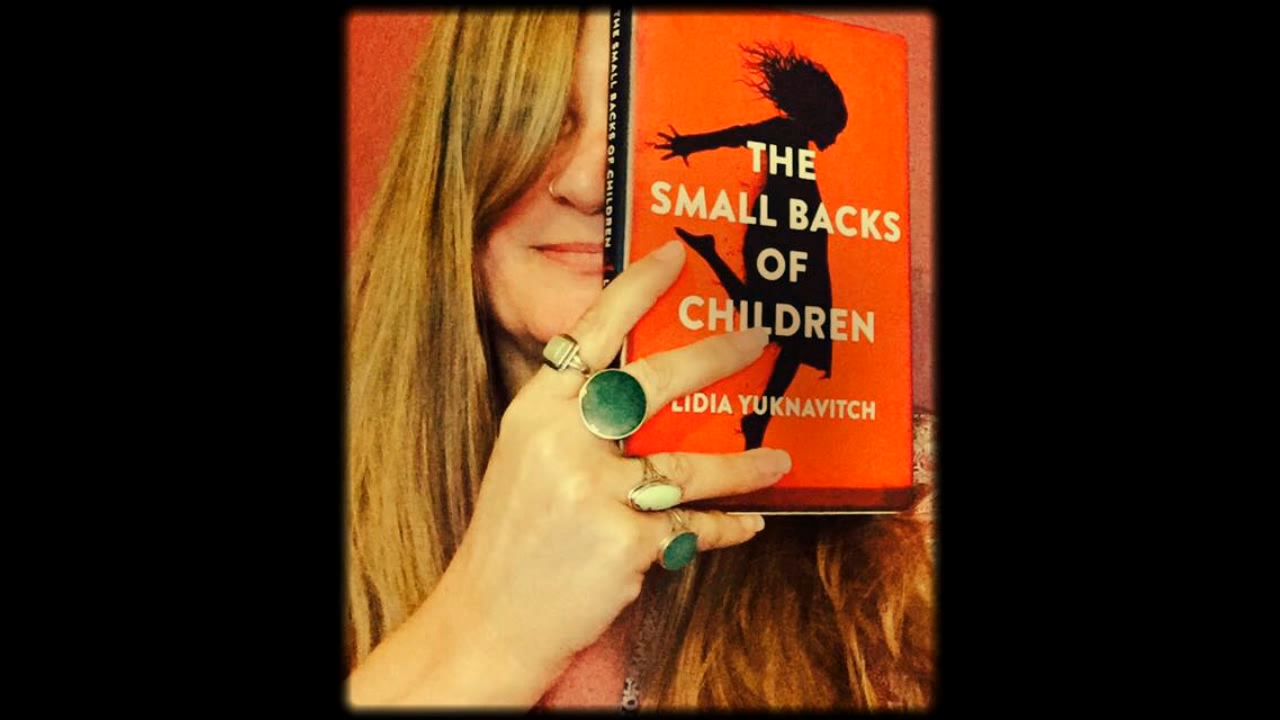 THE SMALL BACKS OF CHILDREN
THE
SMALL BACKS
OF
CHILDREN
LIDIA YUKNAVITCH